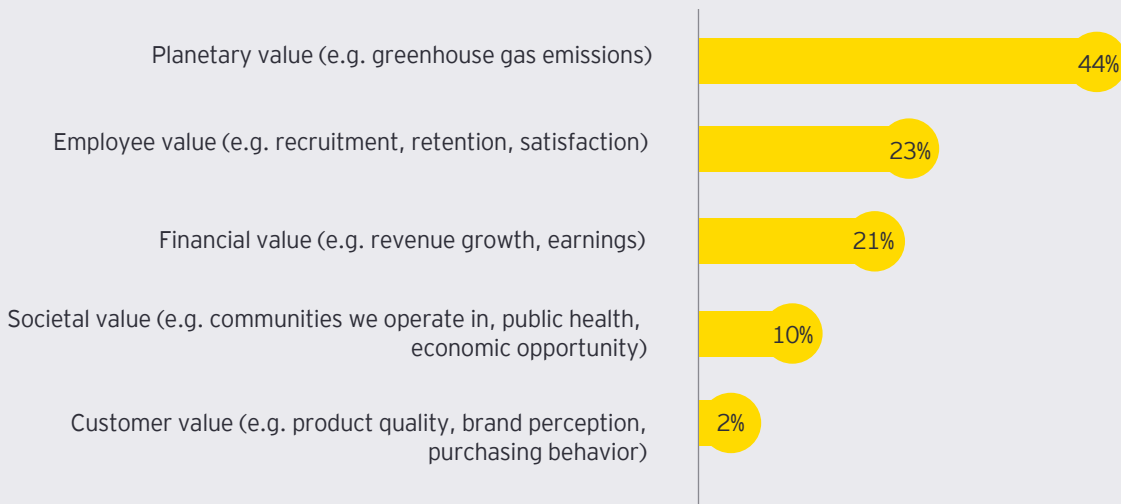 Planetary value (e.g. greenhouse gas emissions)
44%
Employee value (e.g. recruitment, retention, satisfaction)
23%
Financial value (e.g. revenue growth, earnings)
21%
Societal value (e.g. communities we operate in, public health,
economic opportunity)
10%
Customer value (e.g. product quality, brand perception,
purchasing behavior)
2%